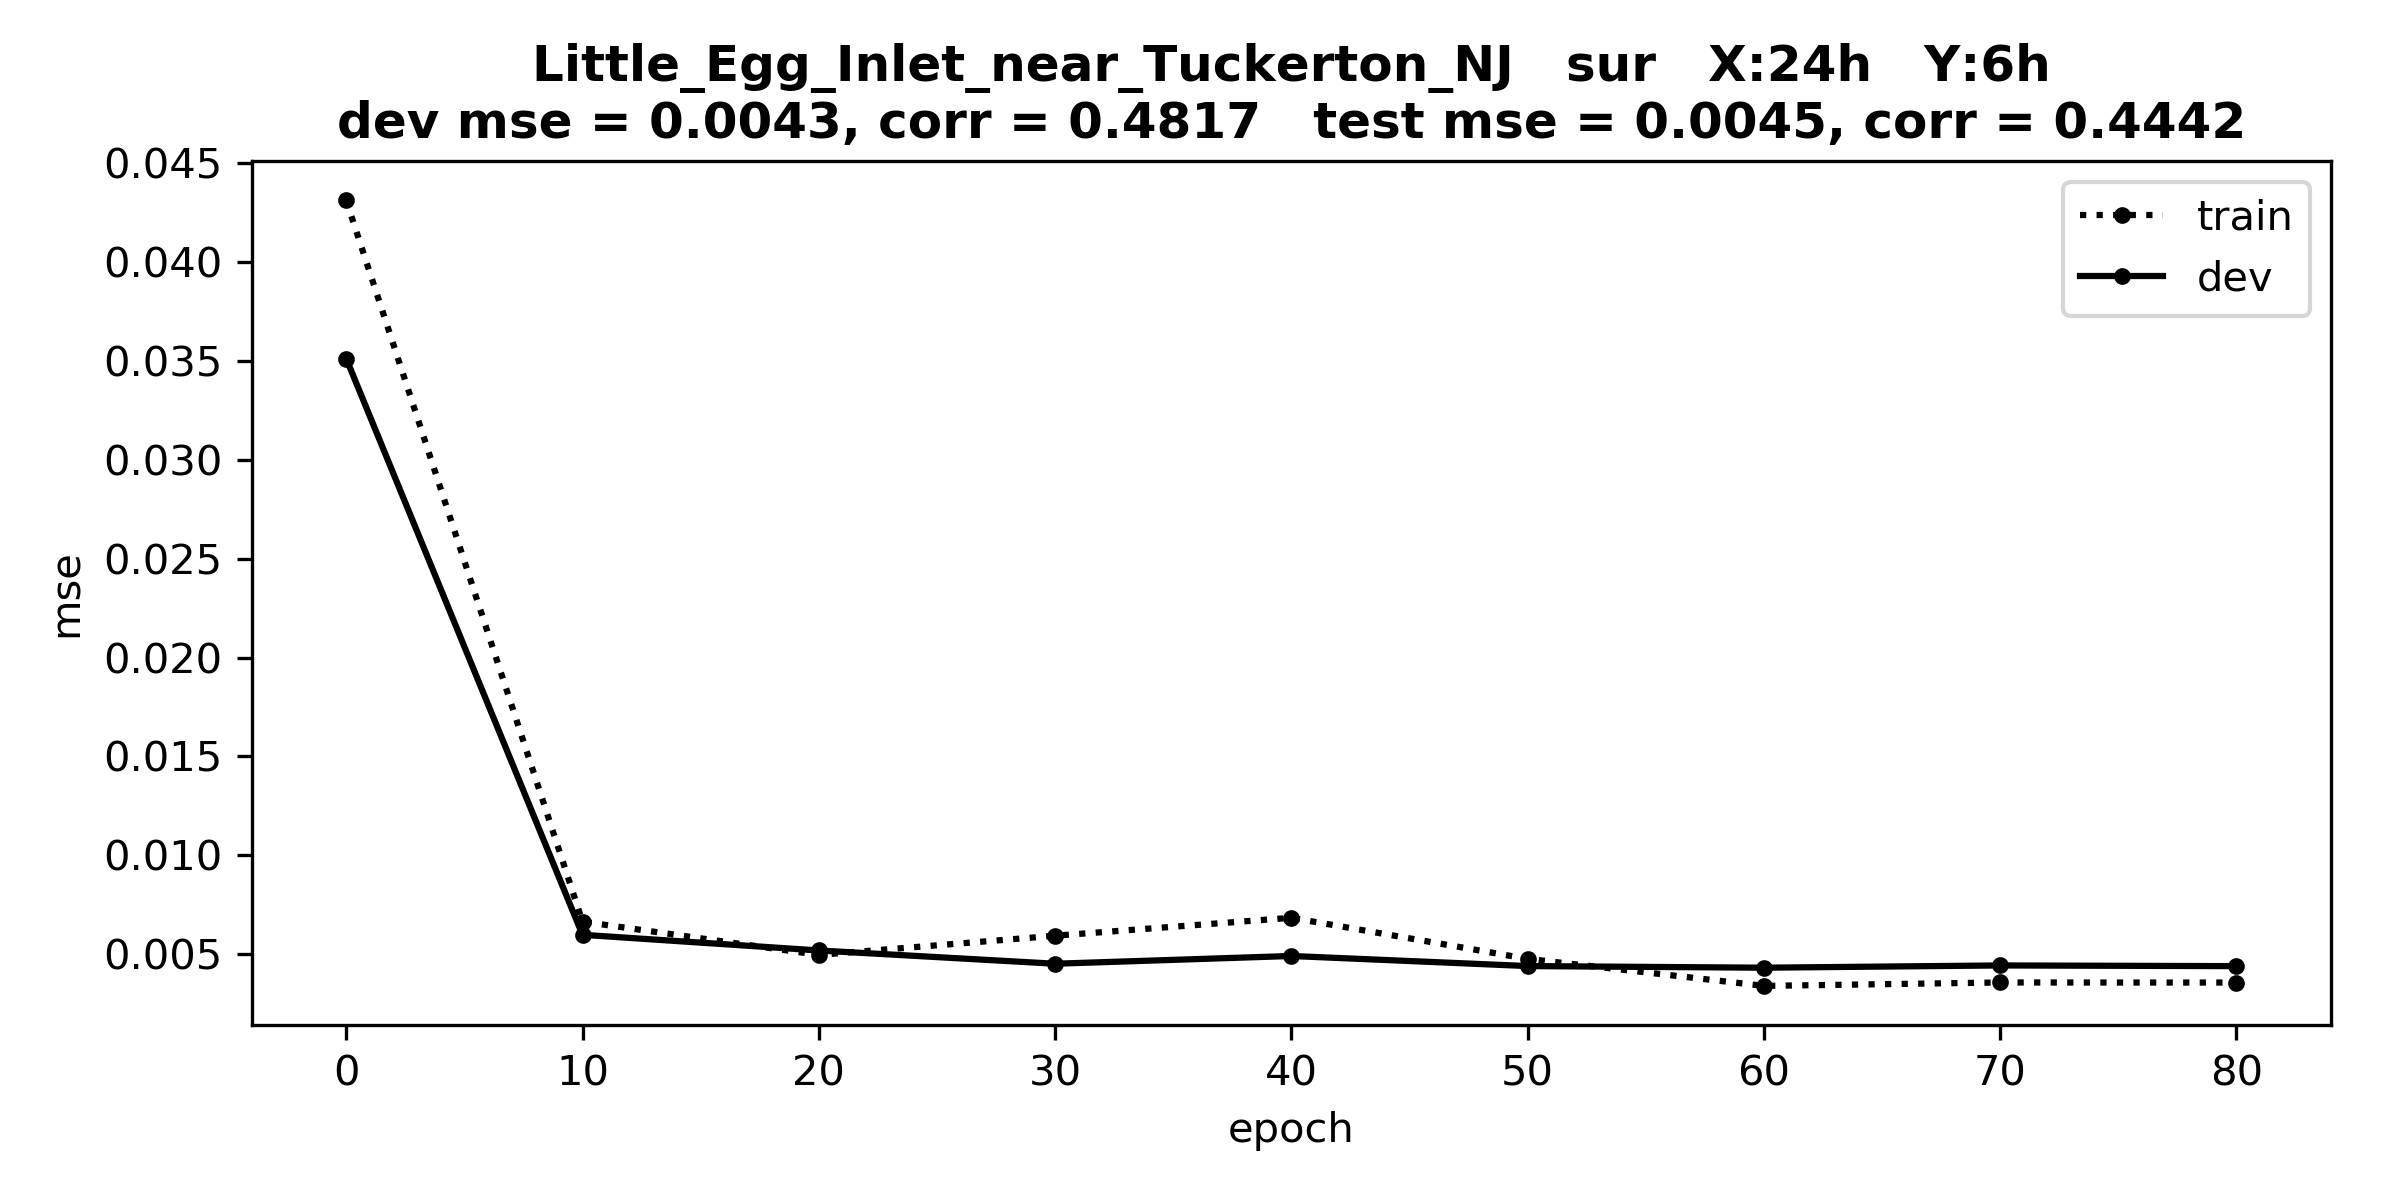 Little_Egg_Inlet_near_Tuckerton_NJ   sur   X:24h   Y:6h
dev mse = 0.0043, corr = 0.4817   test mse = 0.0045, corr = 0.4442
0.045
0.040
0.035
0.030
0.025
0.020
0.015
0.010
0.005
mse
train
dev
0 10 20 30 40 50 60 70 80
epoch